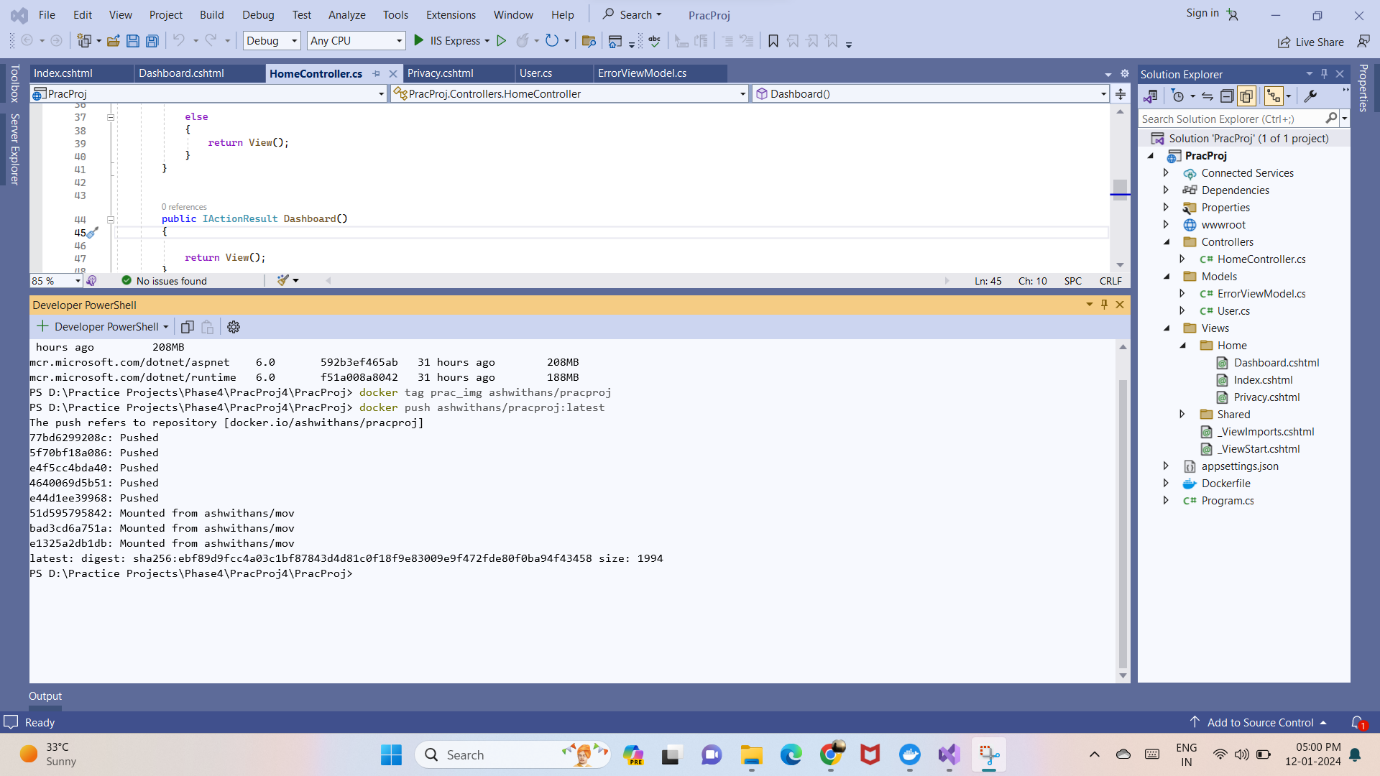 File Edit View Project Build Debug Test Analyze Tools Extensions Window Help Search PracProj Sign in
Debug Any CPU IIS Express Live Share
Toolbox
Server Explorer
Index.cshtml Dashboard.cshtml HomeController.cs Privacy.cshtml User.cs ErrorViewModel.cs
PracProj PracProj.Controllers.HomeController Dashboard()
36
37 else
38 {
39 return View();
40 }
41 }
42
43
0 references
44 public IActionResult Dashboard()
45 {
46
47 return View();
48 }
85 % No issues found Ln: 45 Ch: 10 SPC CRLF
Developer PowerShell
Developer PowerShell
hours ago 208MB
mcr.microsoft.com/dotnet/aspnet 6.0 592b3ef465ab 31 hours ago 208MB
mcr.microsoft.com/dotnet/runtime 6.0 f51a008a8042 31 hours ago 188MB
PS D:\Practice Projects\Phase4\PracProj4\PracProj> docker tag prac_img ashwithans/pracproj
PS D:\Practice Projects\Phase4\PracProj4\PracProj> docker push ashwithans/pracproj:latest
The push refers to repository [docker.io/ashwithans/pracproj]
77bd6299208c: Pushed
5f70bf18a086: Pushed
e4f5cc4bda40: Pushed
4640069d5b51: Pushed
e44d1ee39968: Pushed
51d595795842: Mounted from ashwithans/mov
bad3cd6a751a: Mounted from ashwithans/mov
e1325a2db1db: Mounted from ashwithans/mov
latest: digest: sha256:ebf89d9fcc4a03c1bf87843d4d81c0f18f9e83009e9f472fde80f0ba94f43458 size: 1994
PS D:\Practice Projects\Phase4\PracProj4\PracProj>
Output
Solution Explorer
Search Solution Explorer (Ctrl+;)
Solution 'PracProj' (1 of 1 project)
PracProj
Connected Services
Dependencies
Properties
wwwroot
Controllers
C# HomeController.cs
Models
C# ErrorViewModel.cs
C# User.cs
Views
Home
Dashboard.cshtml
Index.cshtml
Privacy.cshtml
Shared
_ViewImports.cshtml
_ViewStart.cshtml
appsettings.json
Dockerfile
C# Program.cs
Properties
Ready Add to Source Control 1
33°C
Sunny
Search
PRE
ENG
IN
05:00 PM
12-01-2024